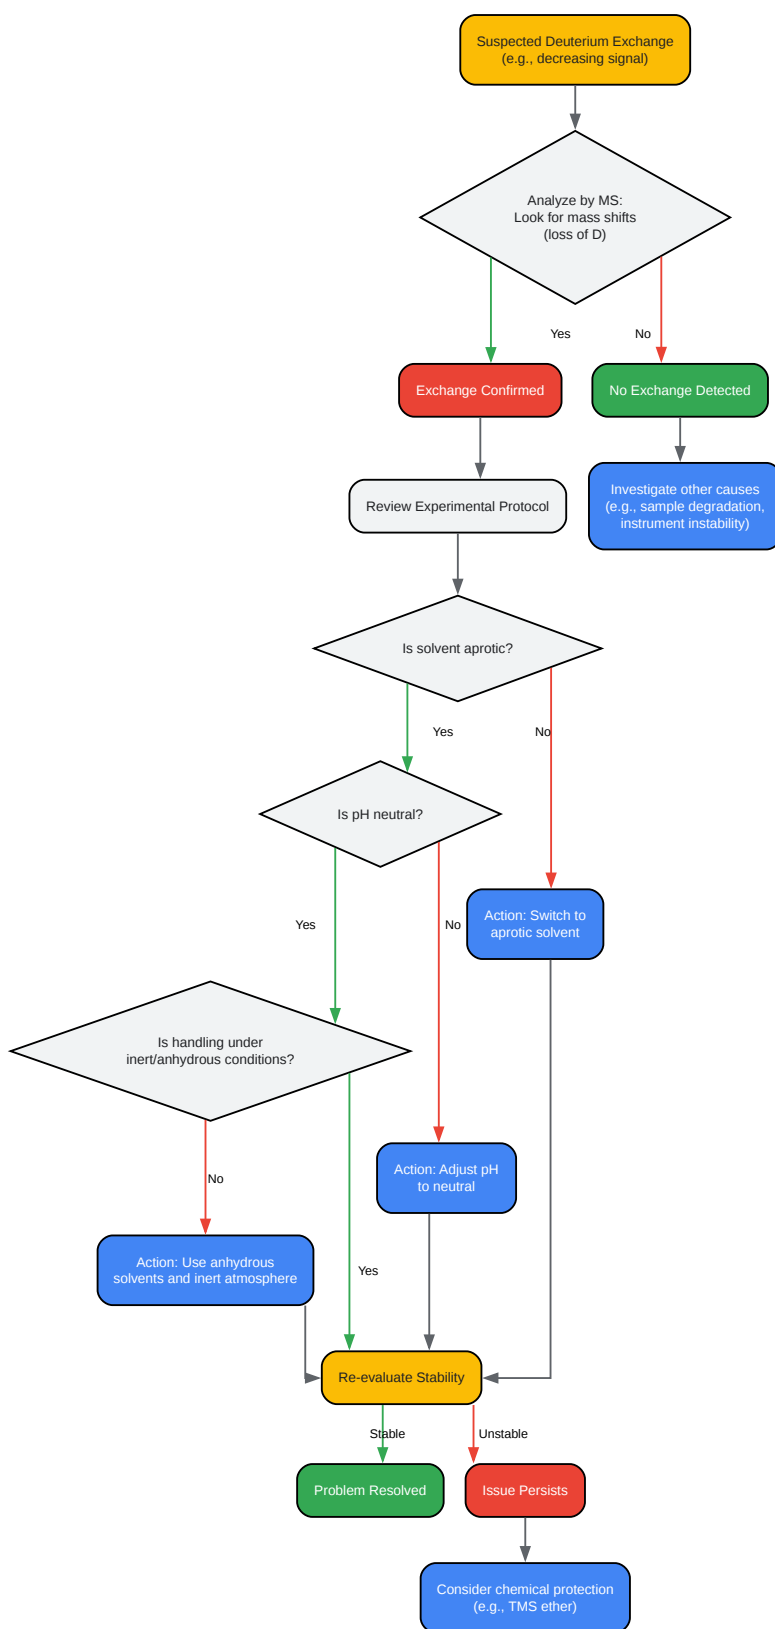 Suspected Deuterium Exchange
(e.g., decreasing signal)
Analyze by MS:
Look for mass shifts
(loss of D)
Yes
No
Exchange Confirmed
No Exchange Detected
Review Experimental Protocol
Investigate other causes
(e.g., sample degradation,
instrument instability)
Is solvent aprotic?
Yes
No
Is pH neutral?
Yes
No
Action: Switch to
aprotic solvent
Is handling under
inert/anhydrous conditions?
No
Action: Adjust pH
to neutral
Action: Use anhydrous
solvents and inert atmosphere
Yes
Re-evaluate Stability
Stable
Unstable
Problem Resolved
Issue Persists
Consider chemical protection
(e.g., TMS ether)